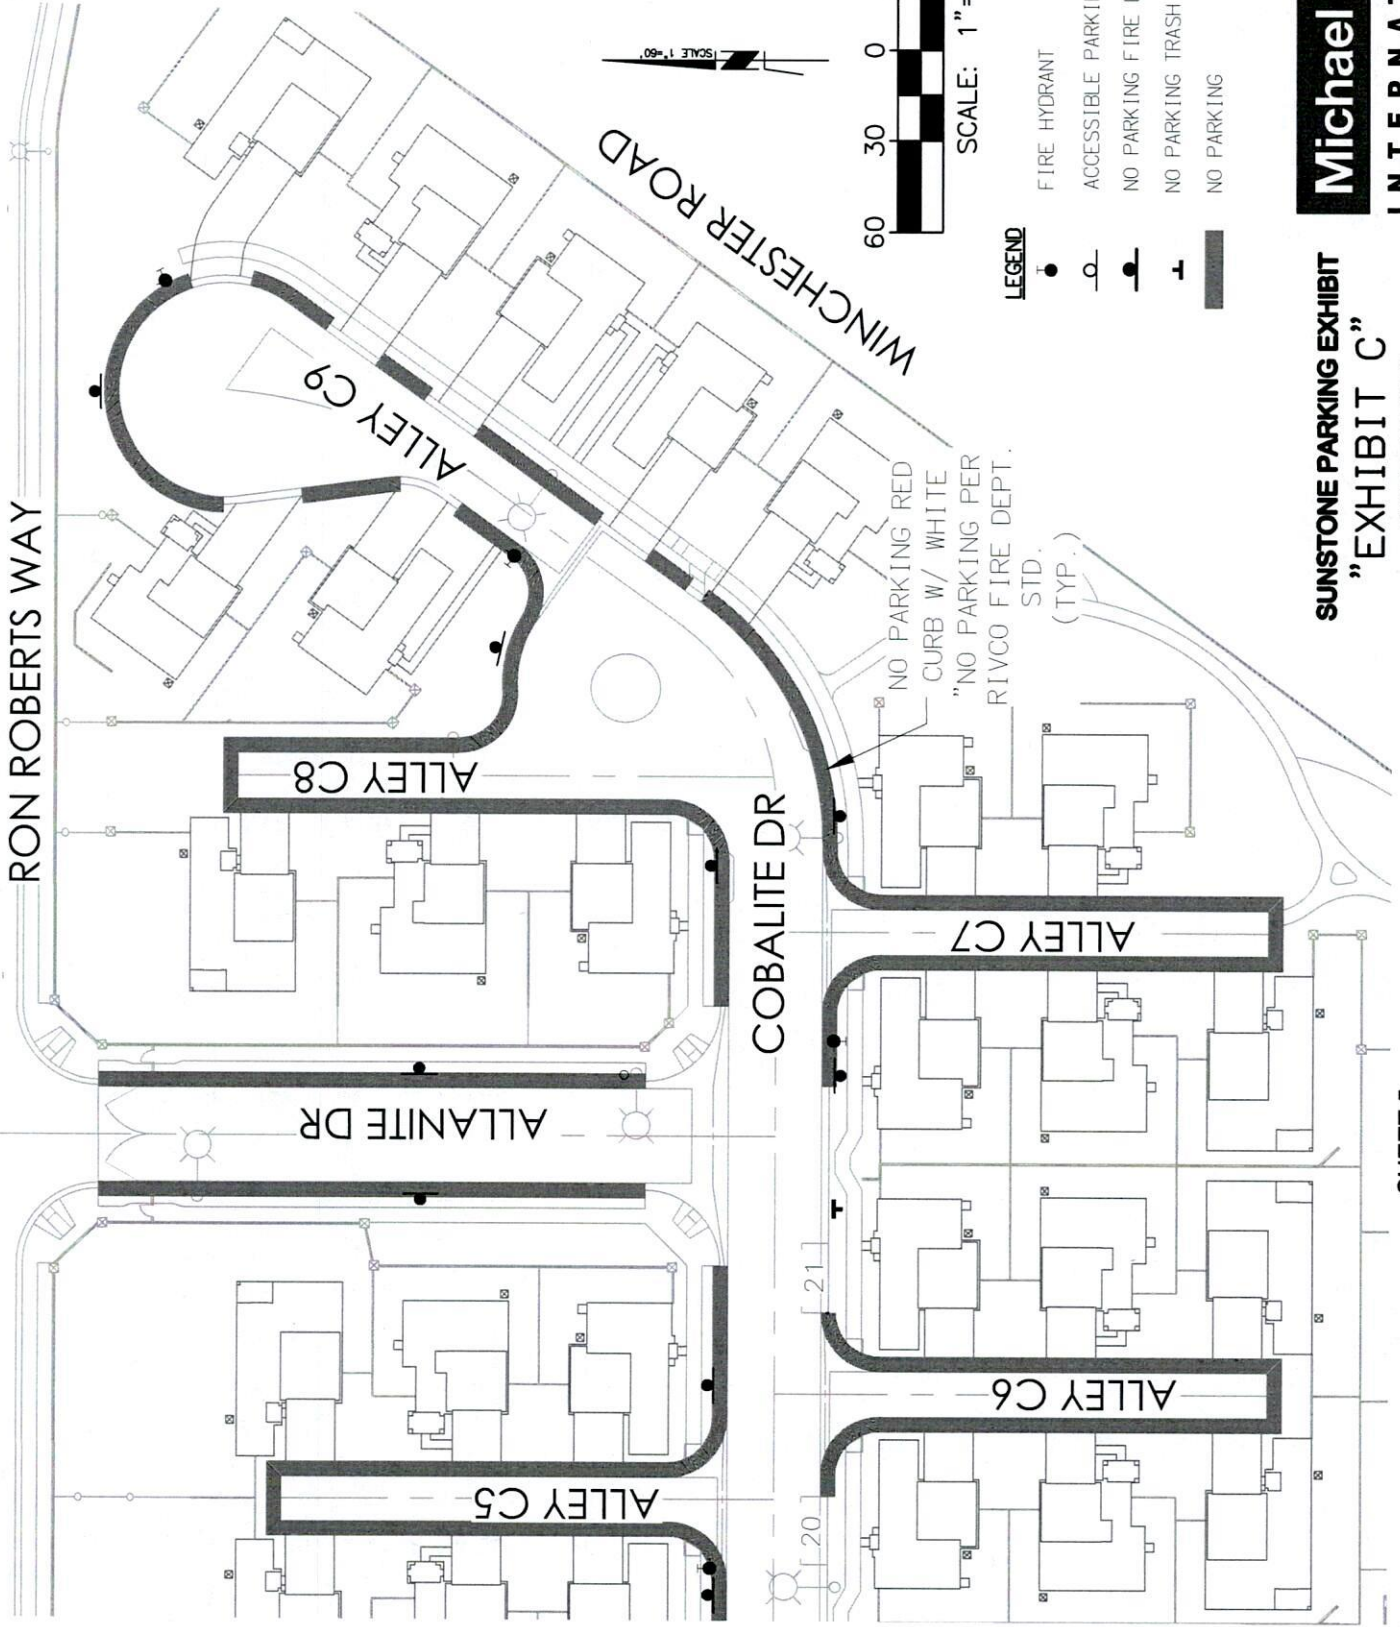 RON ROBERTS WAY
ALLEY C9
WINCHESTER ROAD
ALLEY C8
ALLANITE DR
COBALITE DR
ALLEY C7
ALLEY C6
ALLEY C5
21
20
NO PARKING RED
CURB W/ WHITE
"NO PARKING PER
RIVCO FIRE DEPT.
STD.
(TYP.)
SCALE 1"=60'
60 30 0
SCALE: 1"=
LEGEND
FIRE HYDRANT
ACCESSIBLE
NO PARKING FIRE
NO PARKING TRASH
NO PARKING
SUNSTONE PARKING EXHIBIT
"EXHIBIT C"
Michael